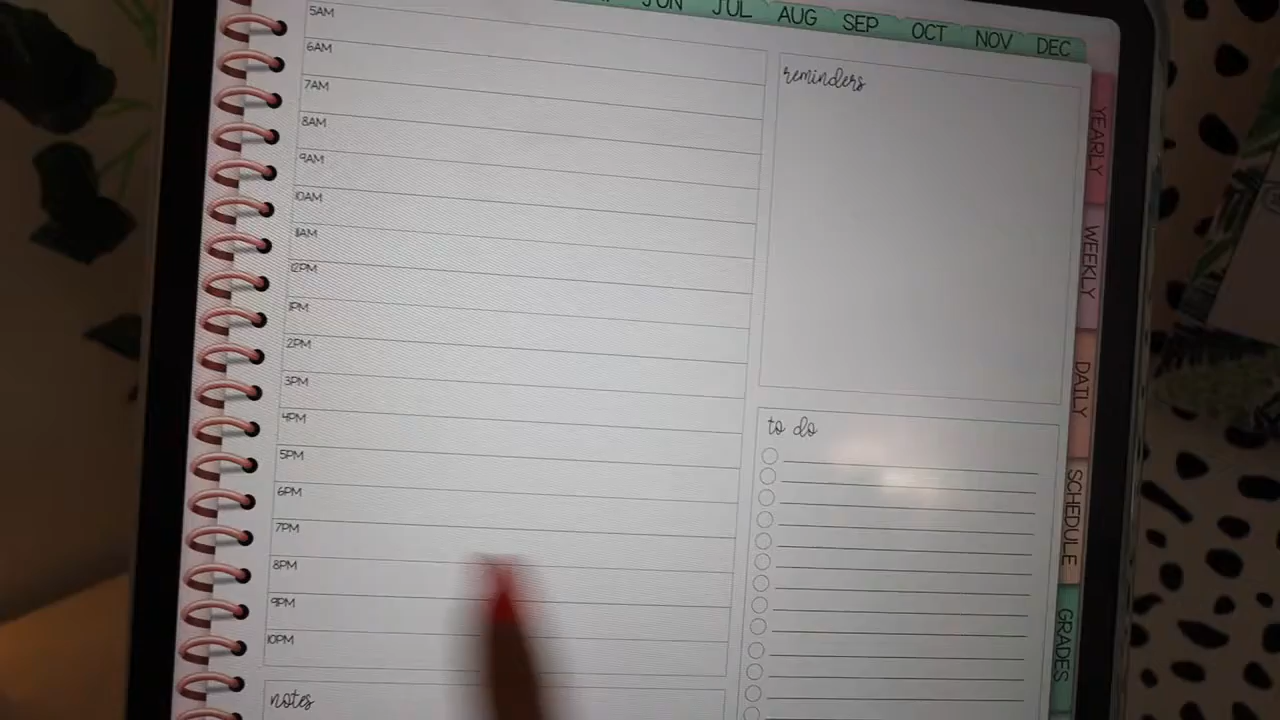 JUN JUL AUG SEP OCT NOV DEC
5AM
6AM
7AM
8AM
9AM
10AM
11AM
12PM
1PM
2PM
3PM
4PM
5PM
6PM
7PM
8PM
9PM
10PM
notes
reminders
to do
YEARLY
WEEKLY
DAILY
SCHEDULE
GRADES